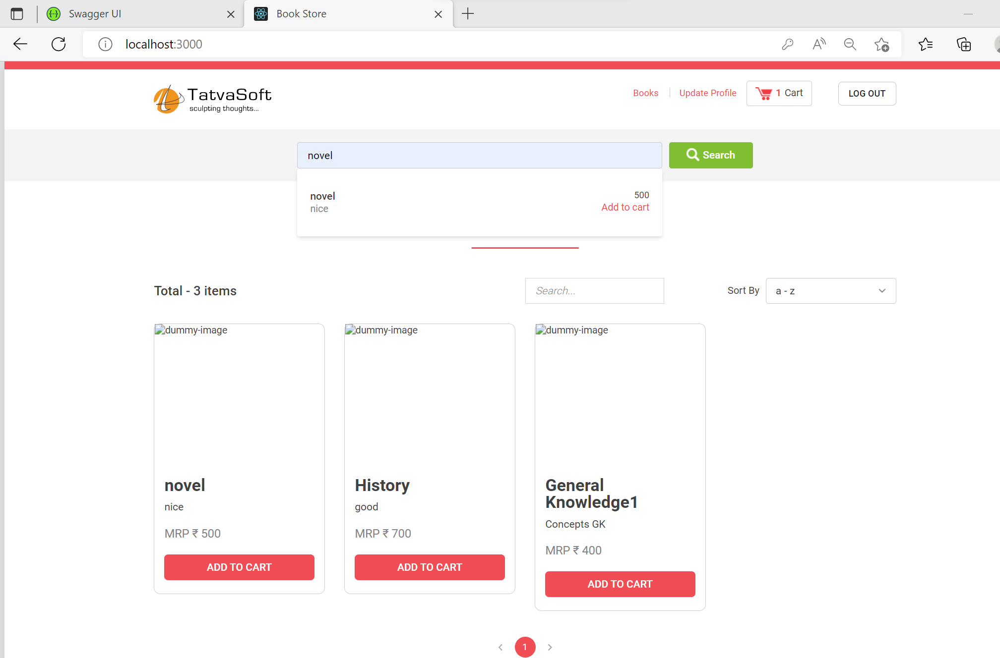 Swagger UI
Book Store
localhost:3000
TatvaSoft
sculpting thoughts...
Books
Update Profile
1 Cart
LOG OUT
novel
Search
novel
500
nice
Add to cart
Total - 3 items
Search...
Sort By
a - z
dummy-image
dummy-image
dummy-image
novel
nice
MRP ₹ 500
ADD TO CART
History
good
MRP ₹ 700
ADD TO CART
General
Knowledge1
Concepts GK
MRP ₹ 400
ADD TO CART
1